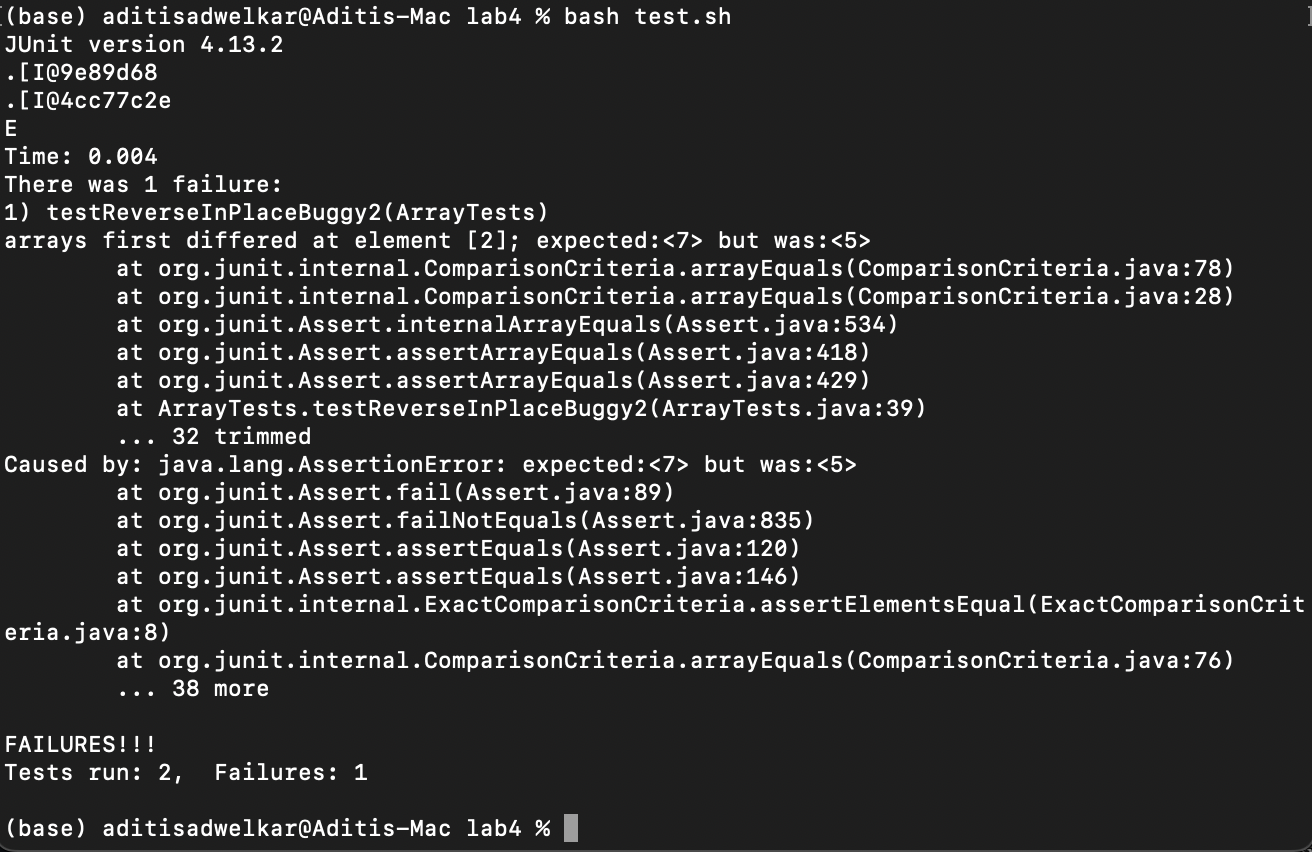 (base) aditisadwelkar@Aditis-Mac lab4 % bash test.sh
JUnit version 4.13.2
.[I@9e89d68
.[I@4cc77c2e
E
Time: 0.004
There was 1 failure:
1) testReverseInPlaceBuggy2(ArrayTests)
arrays first differed at element [2]; expected:<7> but was:<5>
        at org.junit.internal.ComparisonCriteria.arrayEquals(ComparisonCriteria.java:78)
        at org.junit.internal.ComparisonCriteria.arrayEquals(ComparisonCriteria.java:28)
        at org.junit.Assert.internalArrayEquals(Assert.java:534)
        at org.junit.Assert.assertArrayEquals(Assert.java:418)
        at org.junit.Assert.assertArrayEquals(Assert.java:429)
        at ArrayTests.testReverseInPlaceBuggy2(ArrayTests.java:39)
        ... 32 trimmed
Caused by: java.lang.AssertionError: expected:<7> but was:<5>
        at org.junit.Assert.fail(Assert.java:89)
        at org.junit.Assert.failNotEquals(Assert.java:835)
        at org.junit.Assert.assertEquals(Assert.java:120)
        at org.junit.Assert.assertEquals(Assert.java:146)
        at org.junit.internal.ExactComparisonCriteria.assertElementsEqual(ExactComparisonCrit
eria.java:8)
        at org.junit.internal.ComparisonCriteria.arrayEquals(ComparisonCriteria.java:76)
        ... 38 more

FAILURES!!!
Tests run: 2,  Failures: 1

(base) aditisadwelkar@Aditis-Mac lab4 %